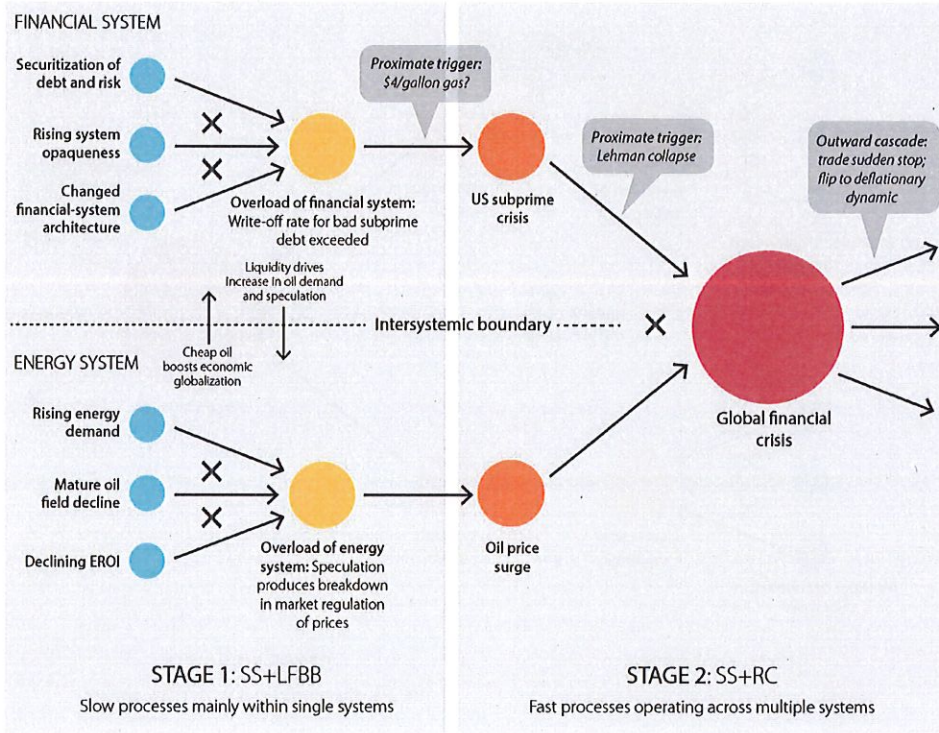 FINANCIAL SYSTEM
Securitization of
debt and risk
Rising system
opaqueness
Changed
financial-system
architecture
Overload of financial system:
Write-off rate for bad subprime
debt exceeded
Proximate trigger:
$4/gallon gas?
US subprime
crisis
Proximate trigger:
Lehman collapse
Outward cascade:
trade sudden stop;
flip to deflationary
dynamic
Liquidity drives
Increase in oil demand
and speculation
Intersystemic boundary
Cheap oil
boosts economic
globalization
ENERGY SYSTEM
Rising energy
demand
Mature oil
field decline
Declining EROI
Overload of energy
system: Speculation
produces breakdown
in market regulation
of prices
Oil price
surge
Global financial
crisis
STAGE 1: SS+LFBB
Slow processes mainly within single systems
STAGE 2: SS+RC
Fast processes operating across multiple systems